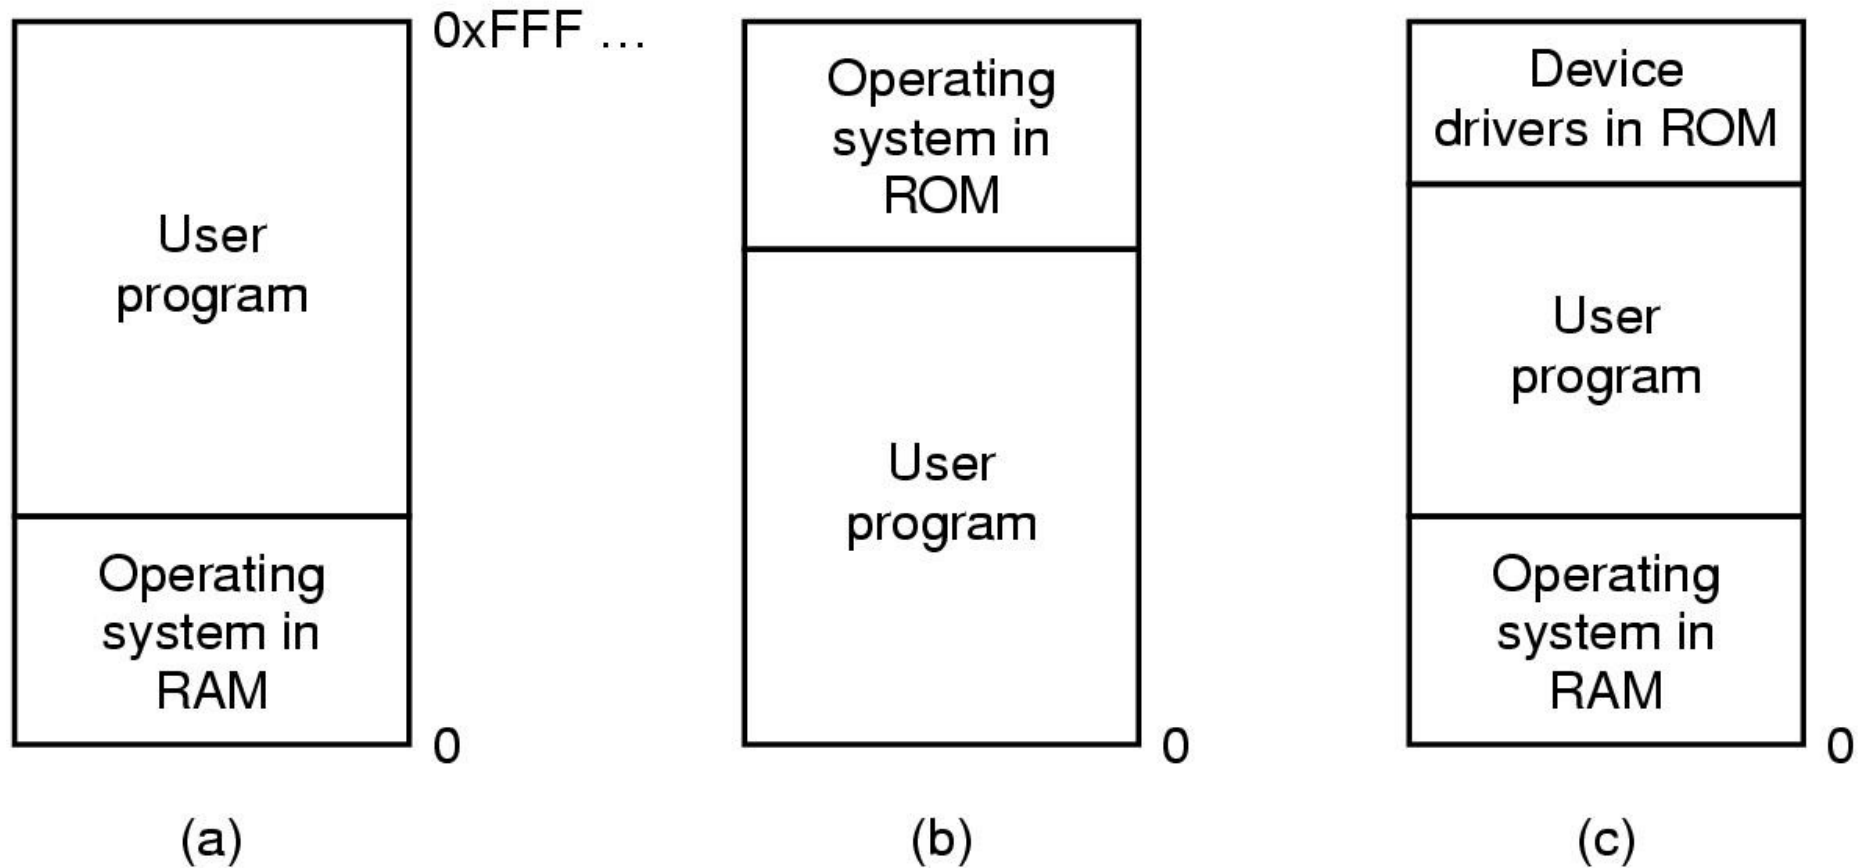 0xFFF ...
User
program
Operating
system in
RAM
0
(a)
Operating
system in
ROM
User
program
0
(b)
Device
drivers in ROM
User
program
Operating
system in
RAM
0
(c)